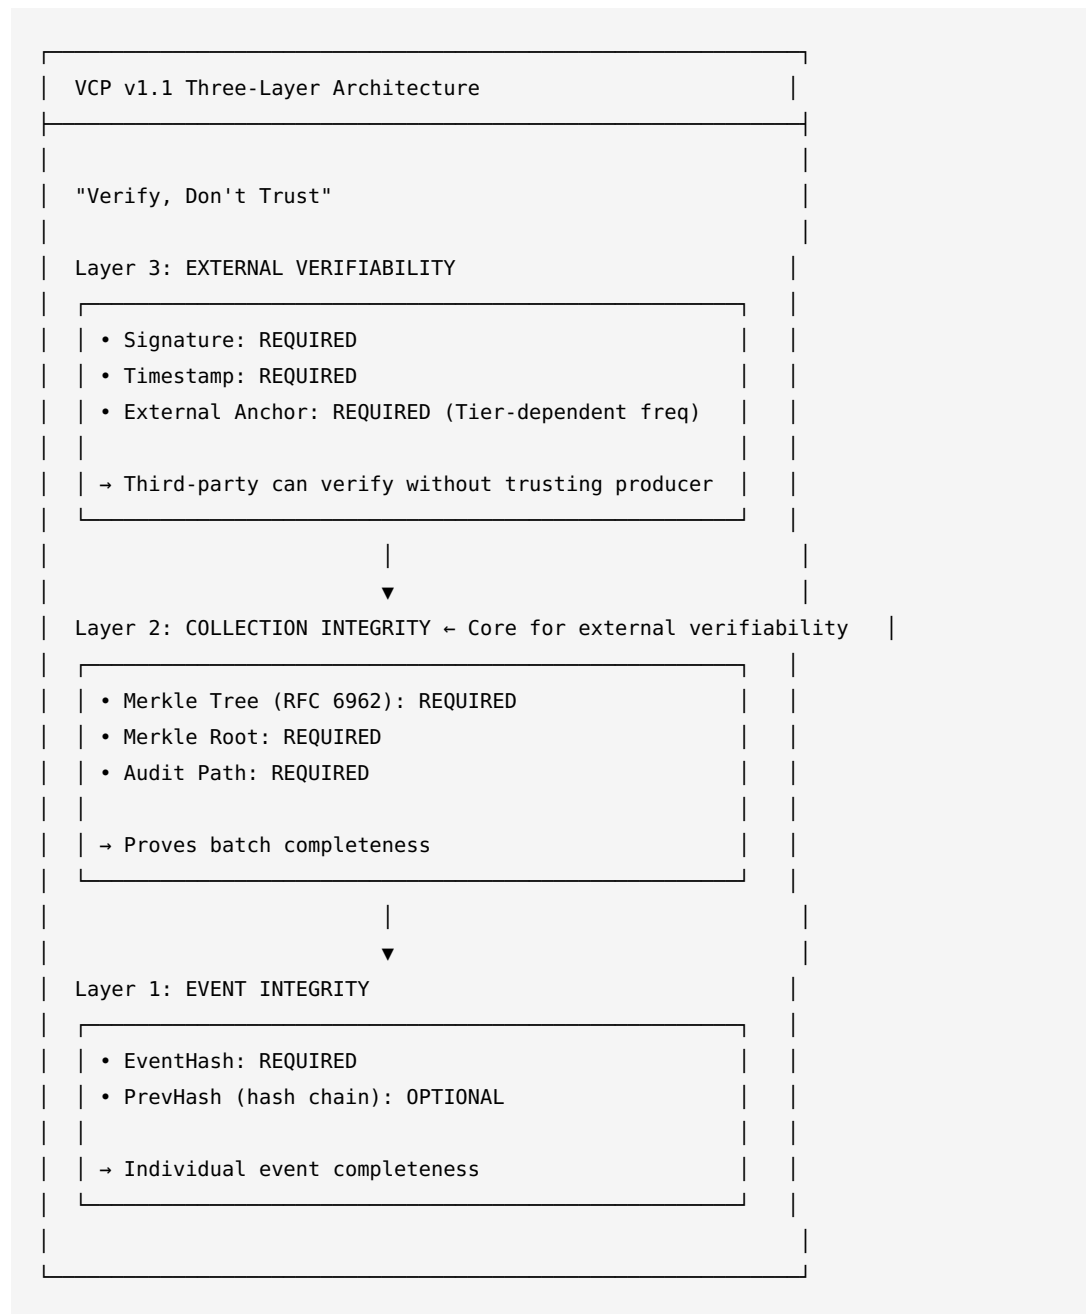 VCP v1.1 Three-Layer Architecture
"Verify, Don't Trust"
Layer 3: EXTERNAL VERIFIABILITY
• Signature: REQUIRED
• Timestamp: REQUIRED
• External Anchor: REQUIRED (Tier-dependent freq)
→ Third-party can verify without trusting producer
Layer 2: COLLECTION INTEGRITY ← Core for external verifiability
• Merkle Tree (RFC 6962): REQUIRED
• Merkle Root: REQUIRED
• Audit Path: REQUIRED
→ Proves batch completeness
Layer 1: EVENT INTEGRITY
• EventHash: REQUIRED
• PrevHash (hash chain): OPTIONAL
→ Individual event completeness